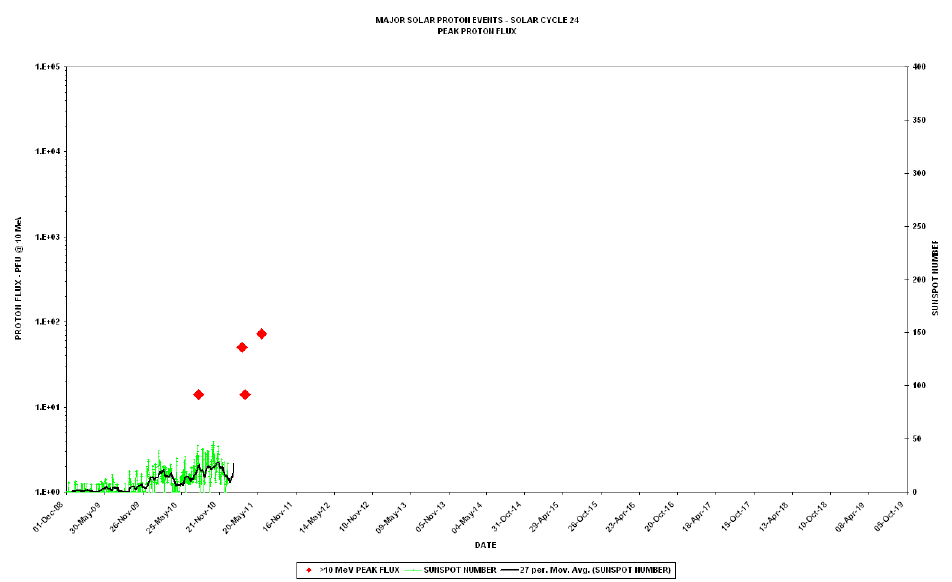 MAJOR SOLAR PROTON EVENTS - SOLAR CYCLE 24
PEAK PROTON FLUX
1.E+05
1.E+04
1.E+03
1.E+02
1.E+01
1.E+00
PROTON FLUX - PFU @ 10 MeV
400
350
300
250
200
150
100
50
0
SUNSPOT NUMBER
01-Dec-08
30-May-09
26-Nov-09
25-May-10
21-Nov-10
20-May-11
16-Nov-11
14-May-12
10-Nov-12
09-May-13
05-Nov-13
04-May-14
31-Oct-14
29-Apr-15
26-Oct-15
23-Apr-16
20-Oct-16
18-Apr-17
15-Oct-17
13-Apr-18
10-Oct-18
08-Apr-19
05-Oct-19
DATE
>10 MeV PEAK FLUX
SUNSPOT NUMBER
27 per. Mov. Avg. (SUNSPOT NUMBER)